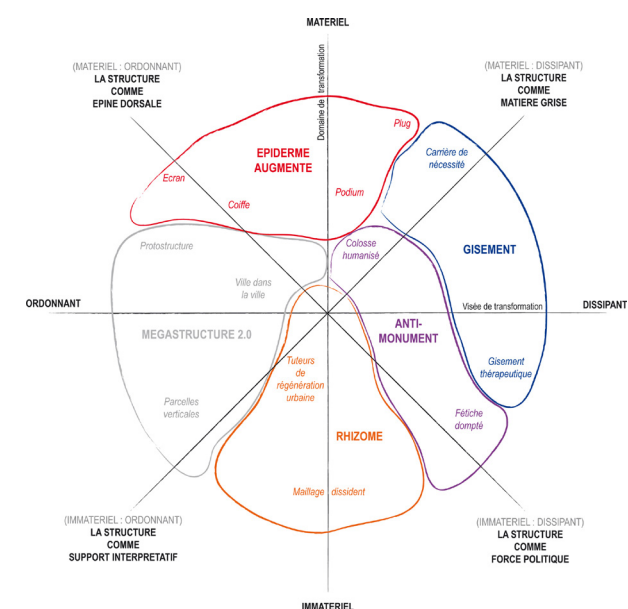 MATERIEL
Domaine de transformation
(MATERIEL : ORDONNANT)
LA STRUCTURE
COMME
EPINE DORSALE
(MATERIEL : DISSIPANT)
LA STRUCTURE
COMME
MATIERE GRISE
Plug
EPIDERME
AUGMENTE
Carrière de
nécessité
Ecran
Podium
Coiffe
Protostructure
Colosse
humanisé
GISEMENT
Ville dans
la ville
ORDONNANT
Visée de transformation
DISSIPANT
MEGASTRUCTURE 2.0
ANTI-
MONUMENT
Tuteurs
de
régénération
urbaine
Gisement
thérapeutique
Parcelles
verticales
Fétiche
dompté
RHIZOME
Maillage dissident
(IMMATERIEL : ORDONNANT)
LA STRUCTURE
COMME
SUPPORT INTERPRETATIF
(IMMATERIEL : DISSIPANT)
LA STRUCTURE
COMME
FORCE POLITIQUE
IMMATERIEL